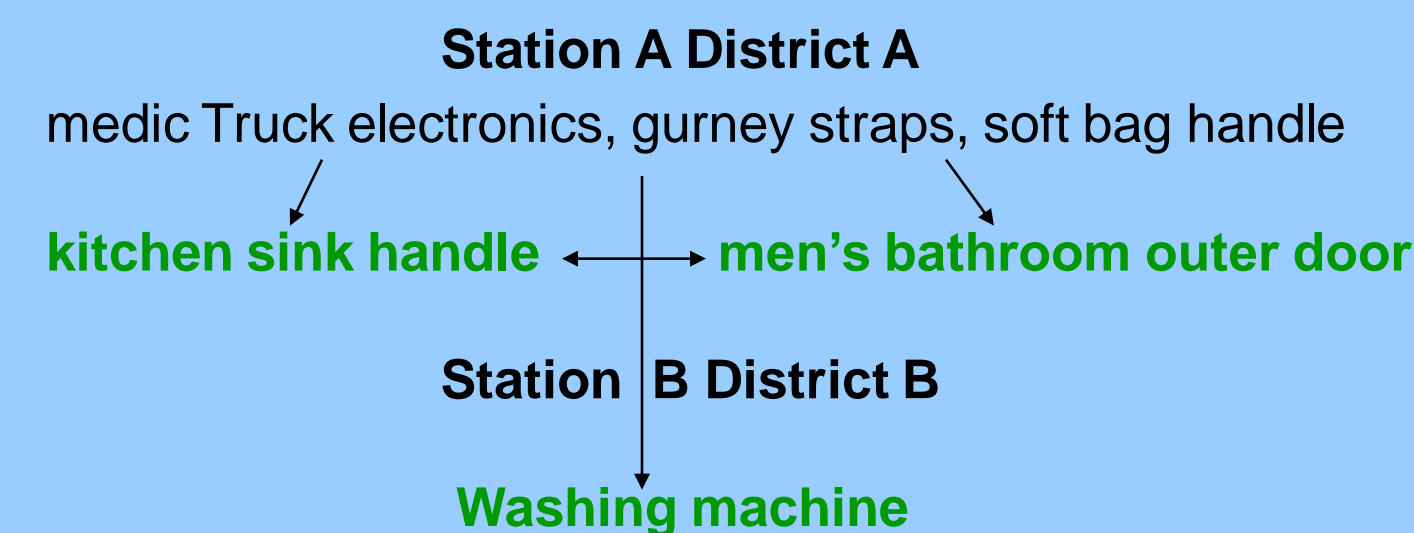 Station A District A
medic Truck electronics, gurney straps, soft bag handle
kitchen sink handle men’s bathroom outer door
Station B District B
Washing machine